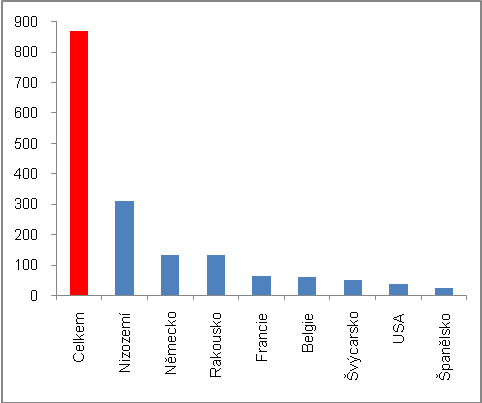 900
800
700
600
500
400
300
200
100
0
Celkem
Nizozemí
Německo
Rakousko
Francie
Belgie
Švýcarsko
USA
Španělsko